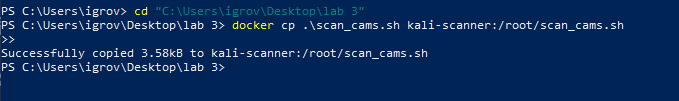 PS C:\Users\igrov> cd "C:\Users\igrov\Desktop\lab 3"
PS C:\Users\igrov\Desktop\lab 3> docker cp .\scan_cams.sh kali-scanner:/root/scan_cams.sh
>>
Successfully copied 3.58kB to kali-scanner:/root/scan_cams.sh
PS C:\Users\igrov\Desktop\lab 3>